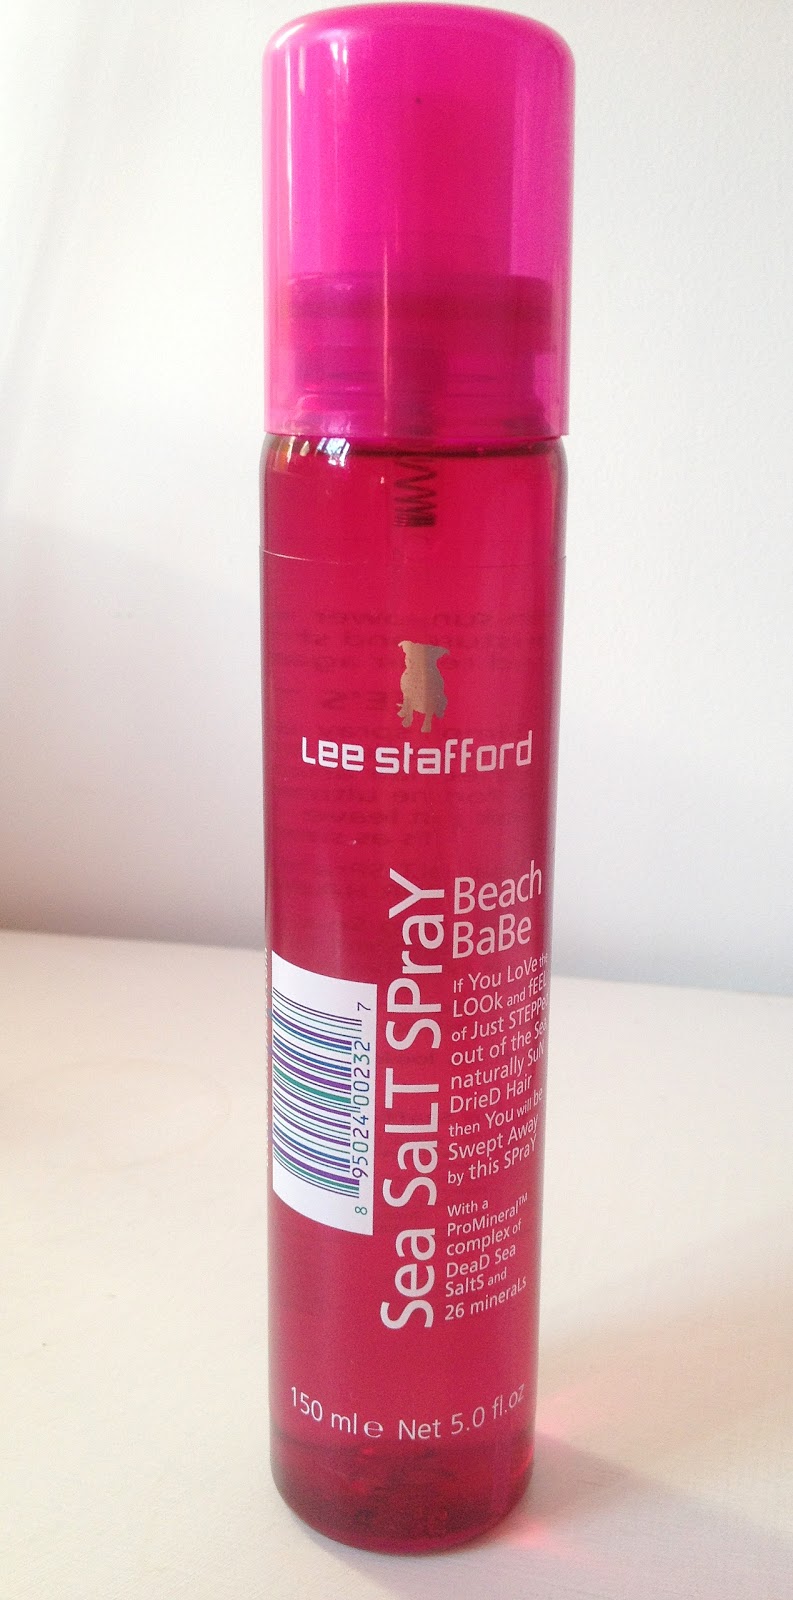 Lee Stafford
Sea SaLT SPraY
Beach
BaBe
If You LoVe the
LOOk and fEEL
of Just STEPPeD
out of the Sea
naturally SuN
DrieD Hair
then You will be
Swept Away
by this SPraY
With a
ProMineral™
complex of
DeaD Sea
SaltS and
26 mineraLs
8 95024 00232 7
150 ml e Net 5.0 fl.oz